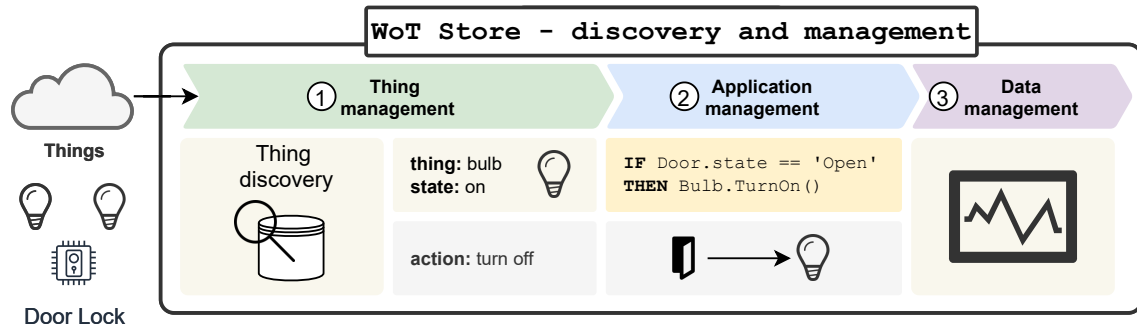 WoT Store - discovery and management
Things
Door Lock
1
Thing
management
2
Application
management
3
Data
management
Thing
discovery
thing: bulb
state: on
action: turn off
IF Door.state == 'Open'
THEN Bulb.TurnOn()